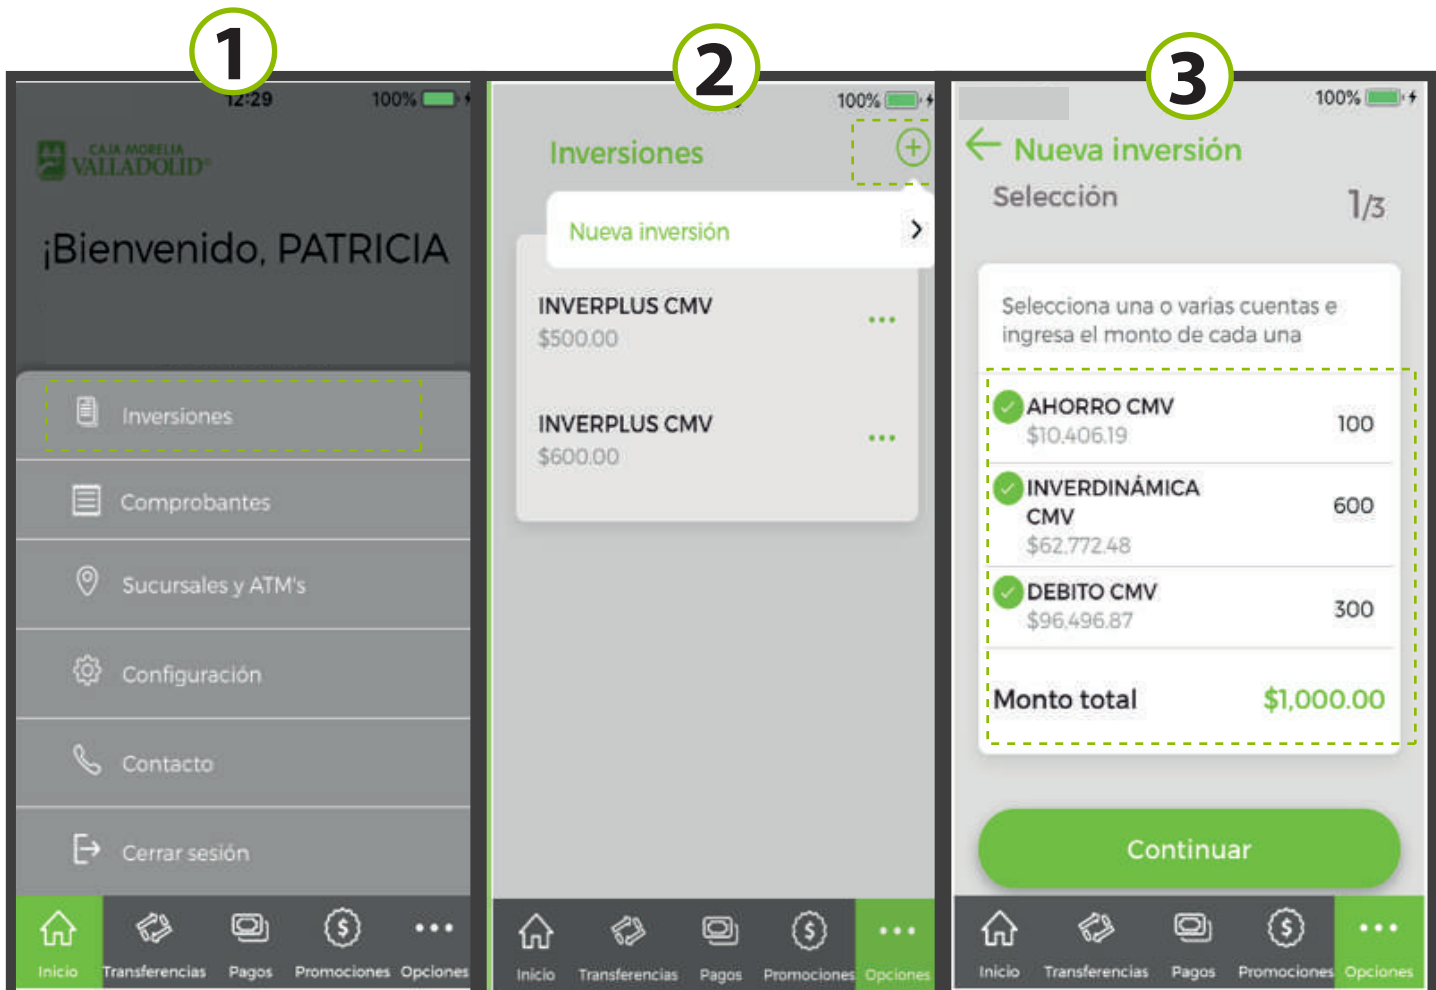 1
12:29
100%
CAJA MORELIA
VALLADOLID®
¡Bienvenido, PATRICIA
Inversiones
Comprobantes
Sucursales y ATM's
Configuración
Contacto
Cerrar sesión
Inicio Transferencias Pagos Promociones Opciones
2
100%
Inversiones
Nueva inversión
INVERPLUS CMV
$500.00
INVERPLUS CMV
$600.00
Inicio Transferencias Pagos Promociones Opciones
3
100%
Nueva inversión
Selección 1/3
Selecciona una o varias cuentas e
ingresa el monto de cada una
AHORRO CMV
$10,406.19
100
INVERDINÁMICA
CMV
$62,772.48
600
DEBITO CMV
$96,496.87
300
Monto total $1,000.00
Continuar
Inicio Transferencias Pagos Promociones Opciones